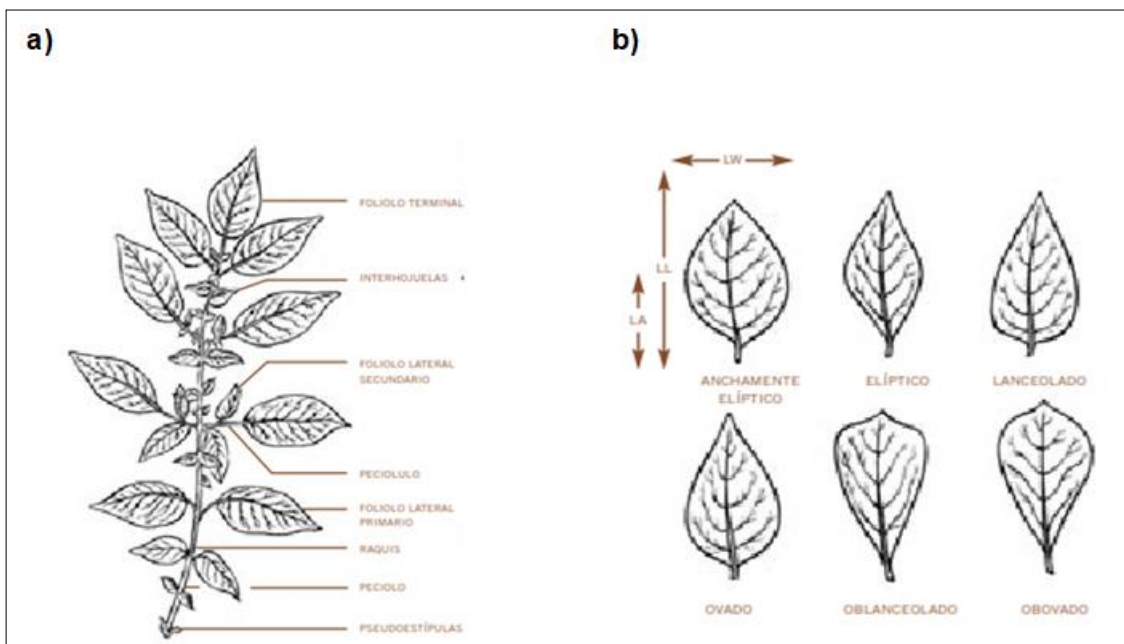 a)
b)
FOLIOLO TERMINAL
INTERHOJUELAS
FOLIOLO LATERAL
SECUNDARIO
PECIOLULO
FOLIOLO LATERAL
PRIMARIO
RAQUIS
PECIOLO
PSEUDOESTÍPULAS
LW
LL
LA
ANCHAMENTE
ELÍPTICO
ELÍPTICO
LANCEOLADO
OVADO
OBLANCEOLADO
OBOVADO